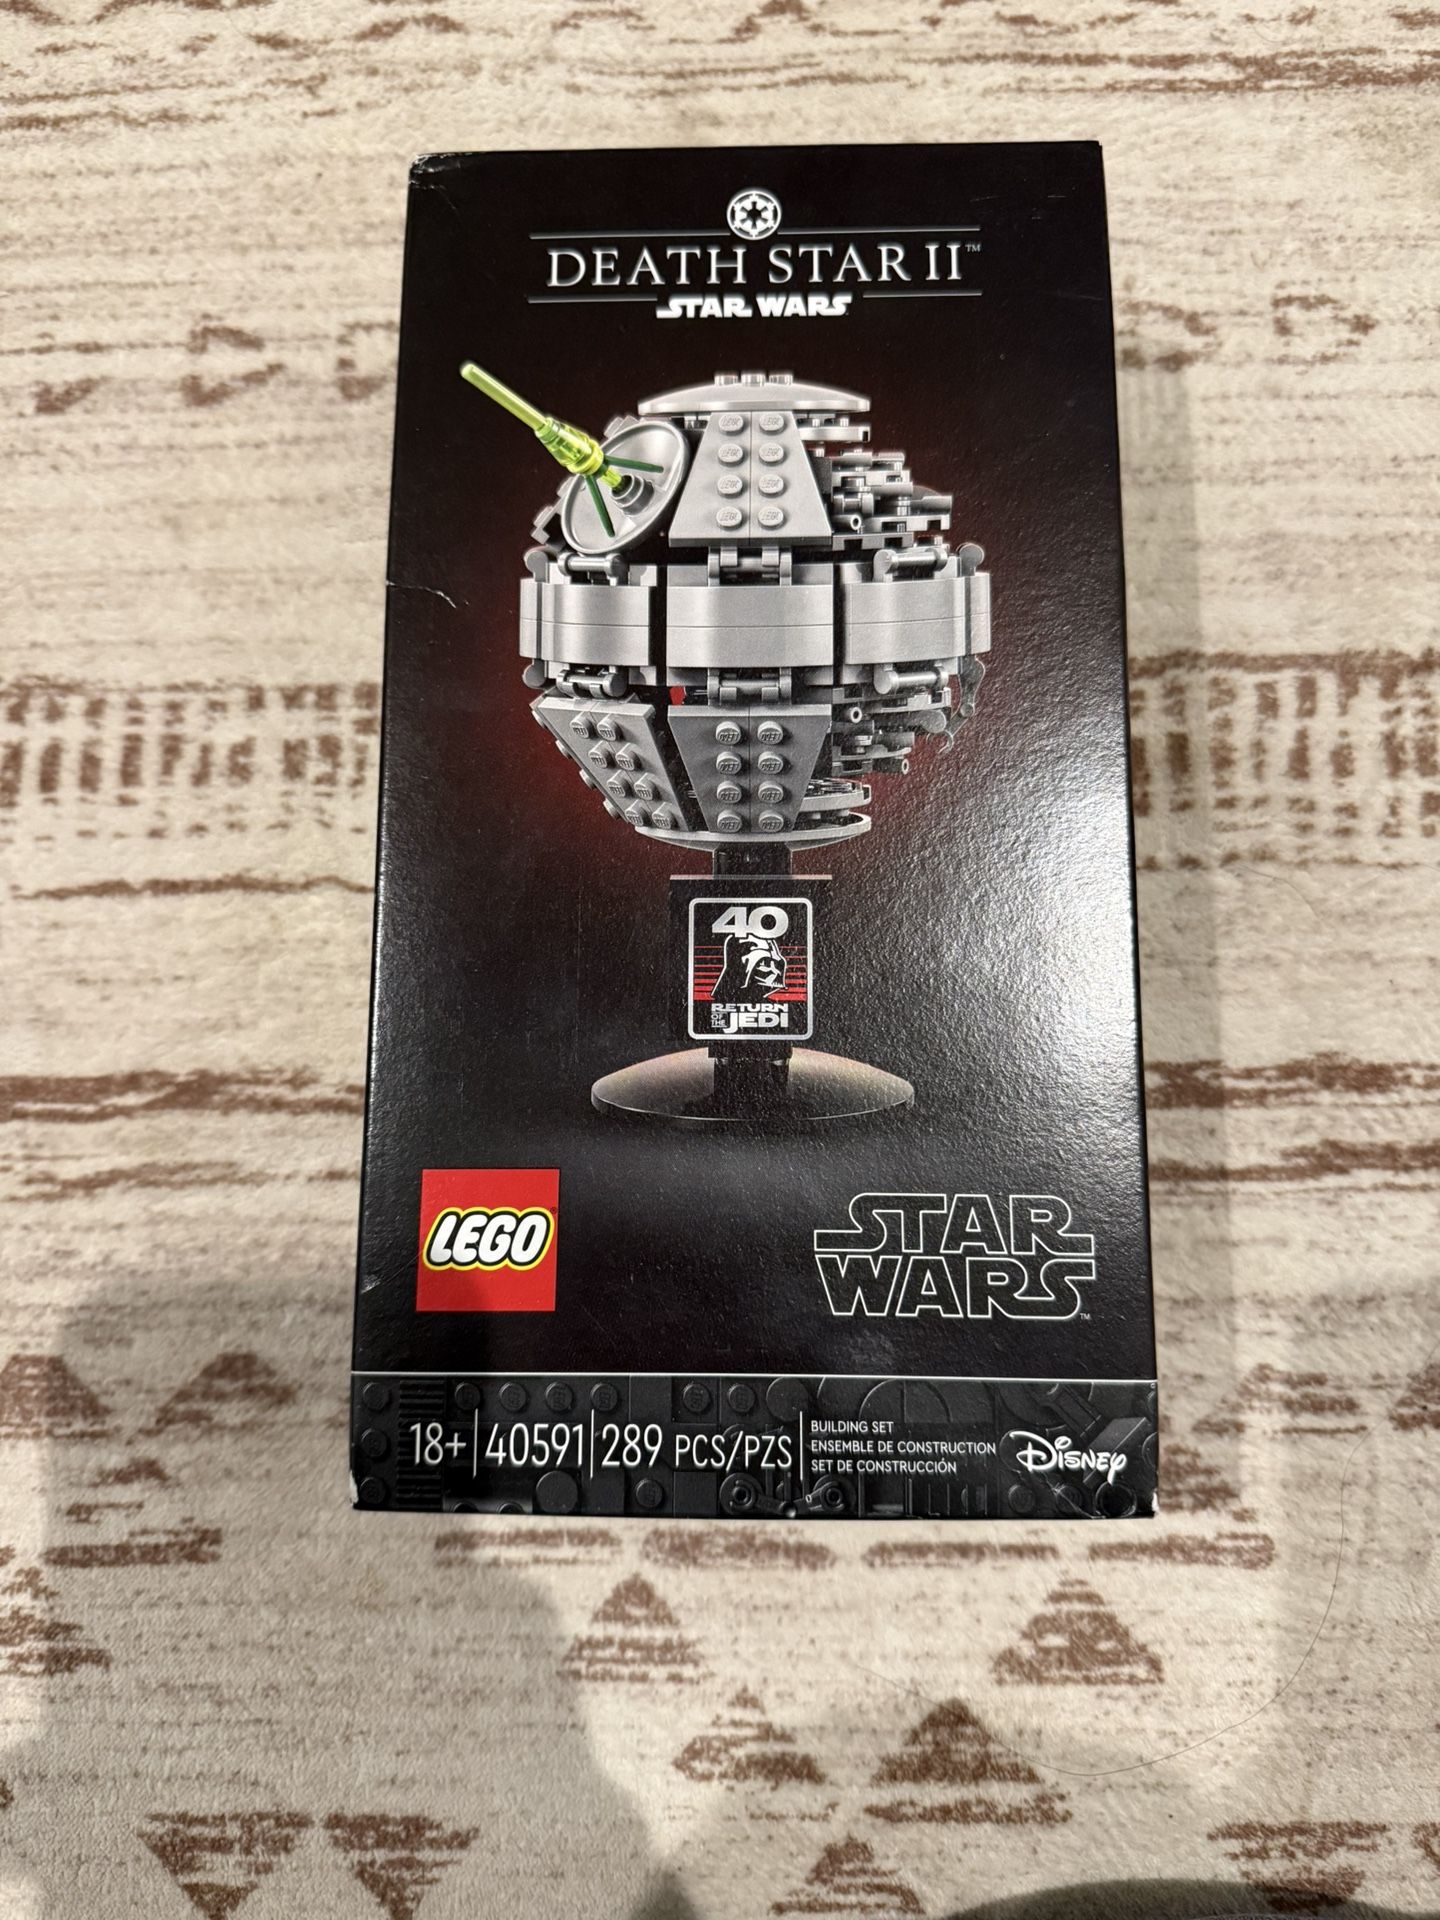 DEATH STAR II™
STAR WARS
40
RETURN
OF THE JEDI
LEGO®
STAR
WARS™
18+ | 40591 | 289 PCS/PZS
BUILDING SET
ENSEMBLE DE CONSTRUCTION
SET DE CONSTRUCCIÓN
Disney